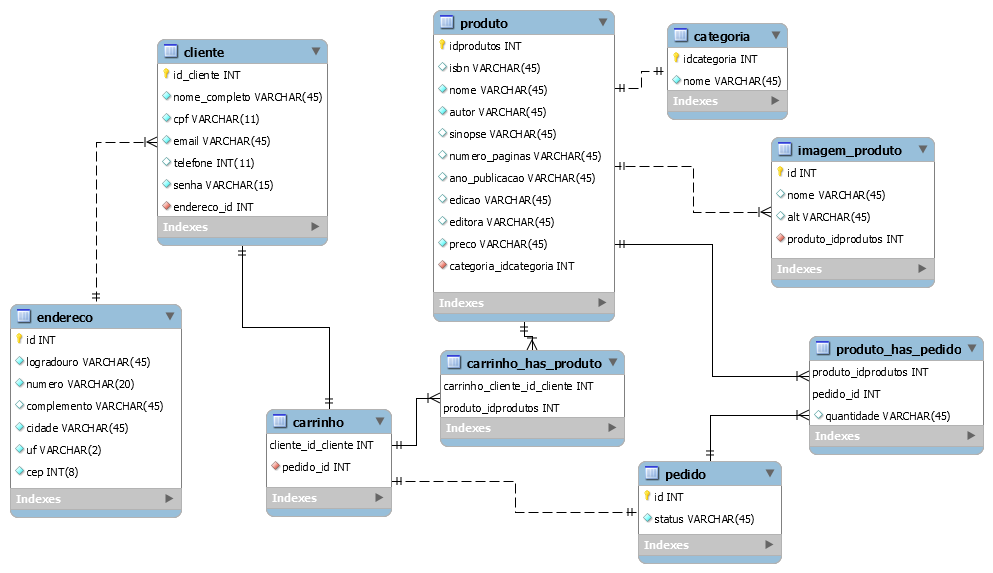 cliente
id_cliente INT
nome_completo VARCHAR(45)
cpf VARCHAR(11)
email VARCHAR(45)
telefone INT(11)
senha VARCHAR(15)
endereco_id INT
Indexes
produto
idprodutos INT
isbn VARCHAR(45)
nome VARCHAR(45)
autor VARCHAR(45)
sinopse VARCHAR(45)
numero_paginas VARCHAR(45)
ano_publicacao VARCHAR(45)
edicao VARCHAR(45)
editora VARCHAR(45)
preco VARCHAR(45)
categoria_idcategoria INT
Indexes
categoria
idcategoria INT
nome VARCHAR(45)
Indexes
imagem_produto
id INT
nome VARCHAR(45)
alt VARCHAR(45)
produto_idprodutos INT
Indexes
endereco
id INT
logradouro VARCHAR(45)
numero VARCHAR(20)
complemento VARCHAR(45)
cidade VARCHAR(45)
uf VARCHAR(2)
cep INT(8)
Indexes
carrinho
cliente_id_cliente INT
pedido_id INT
Indexes
carrinho_has_produto
carrinho_cliente_id_cliente INT
produto_idprodutos INT
Indexes
produto_has_pedido
produto_idprodutos INT
pedido_id INT
quantidade VARCHAR(45)
Indexes
pedido
id INT
status VARCHAR(45)
Indexes